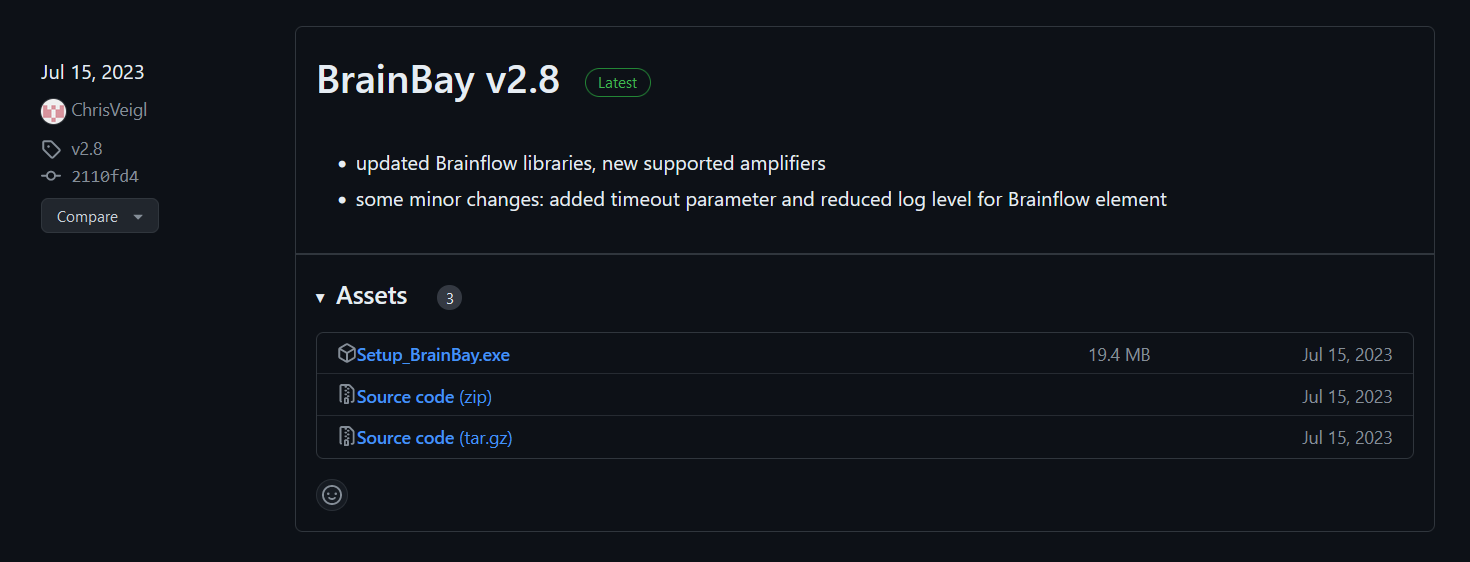 Jul 15, 2023
ChrisVeigl
v2.8
2110fd4
Compare
BrainBay v2.8 Latest
updated Brainflow libraries, new supported amplifiers
some minor changes: added timeout parameter and reduced log level for Brainflow element
Assets 3
Setup_BrainBay.exe 19.4 MB Jul 15, 2023
Source code (zip) Jul 15, 2023
Source code (tar.gz) Jul 15, 2023